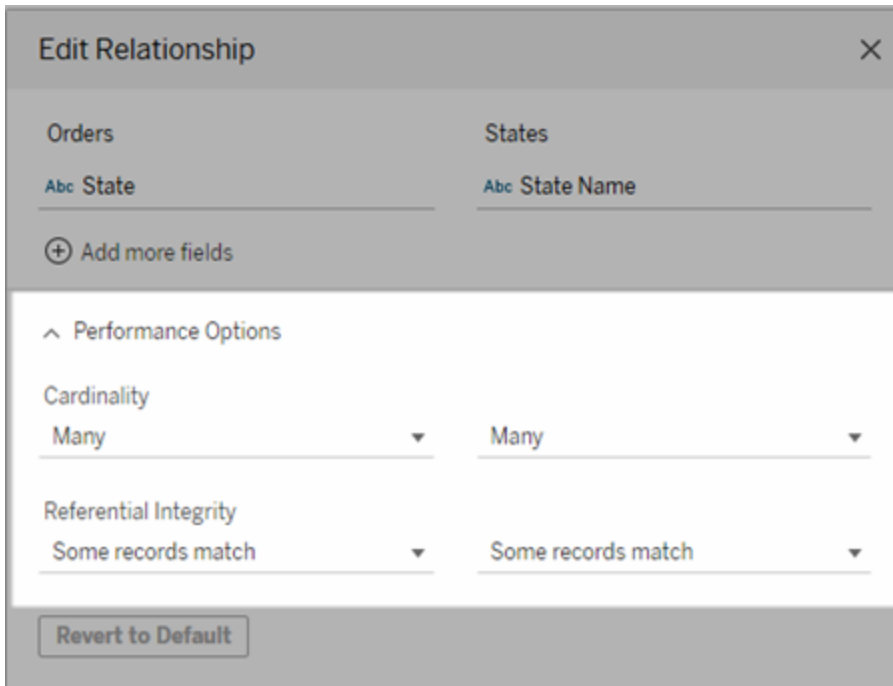 Edit Relationship
Orders States
Abc State Abc State Name
Add more fields
Performance Options
Cardinality
Many Many
Referential Integrity
Some records match Some records match
Revert to Default